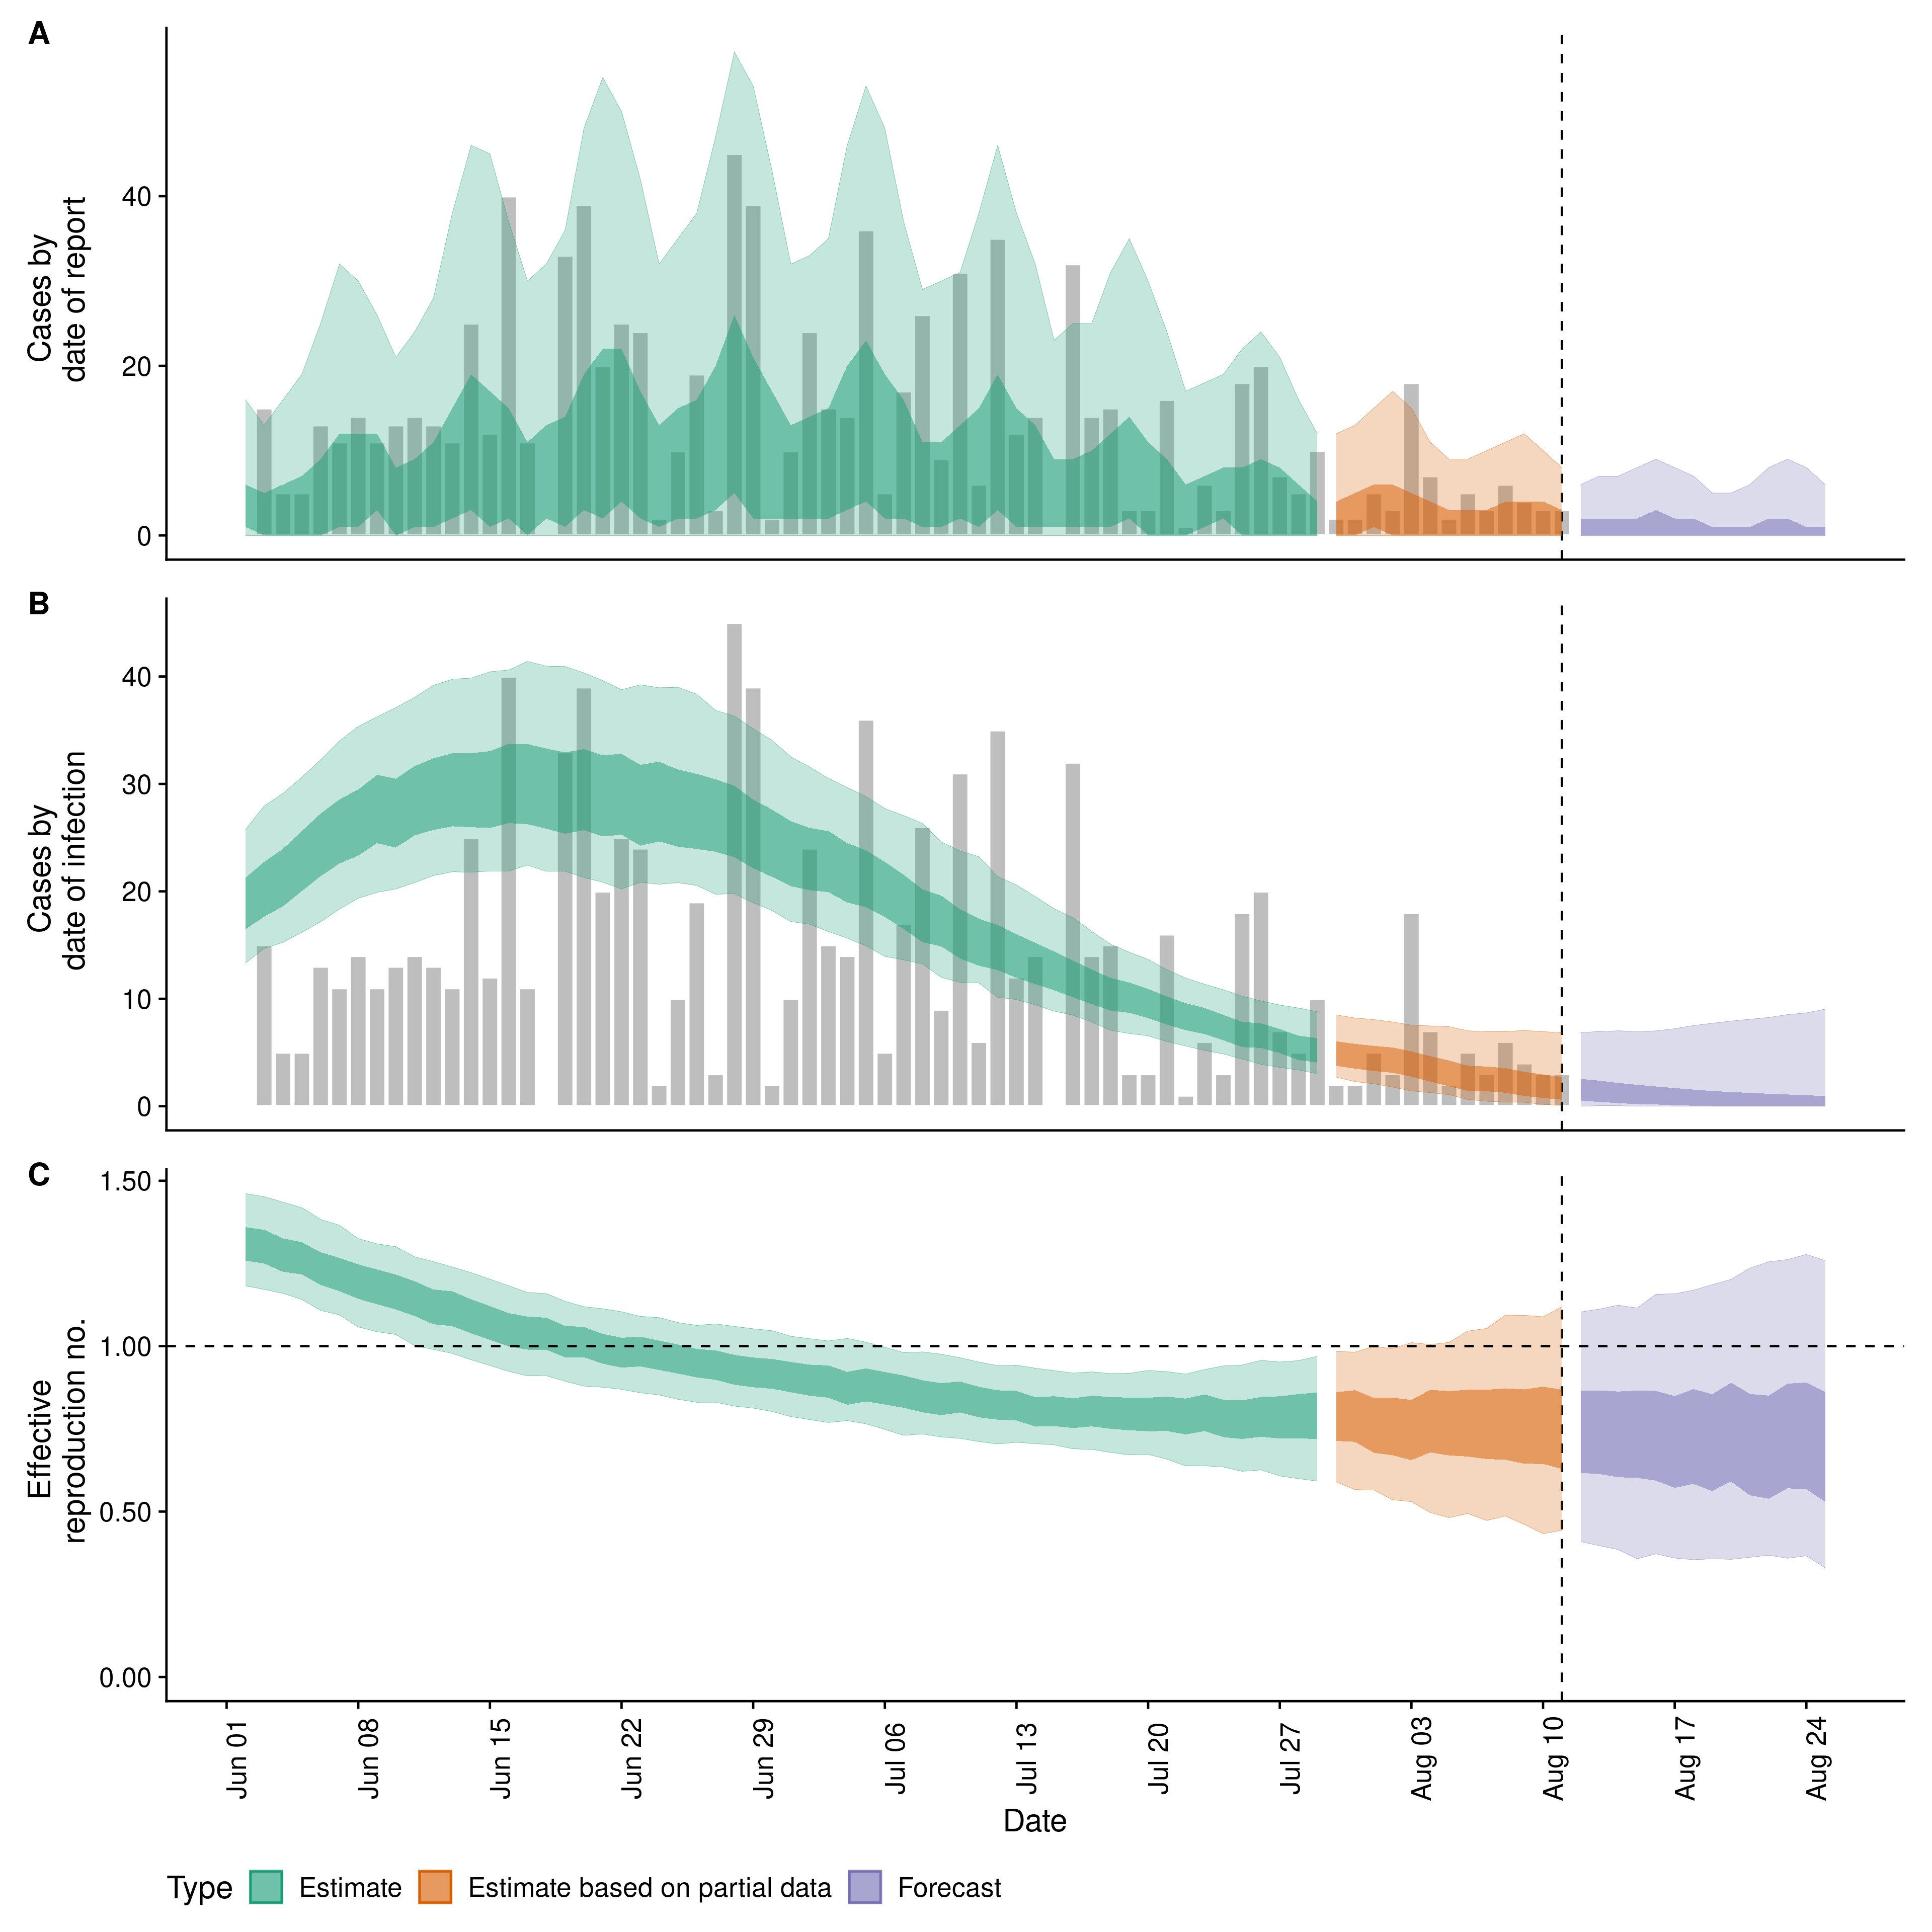 A
Cases by
date of report
40
20
0
B
Cases by
date of infection
40
30
20
10
0
C
Effective
reproduction no.
1.50
1.00
0.50
0.00
Jun 01
Jun 08
Jun 15
Jun 22
Jun 29
Jul 06
Jul 13
Jul 20
Jul 27
Aug 03
Aug 10
Aug 17
Aug 24
Date
Type Estimate Estimate based on partial data Forecast